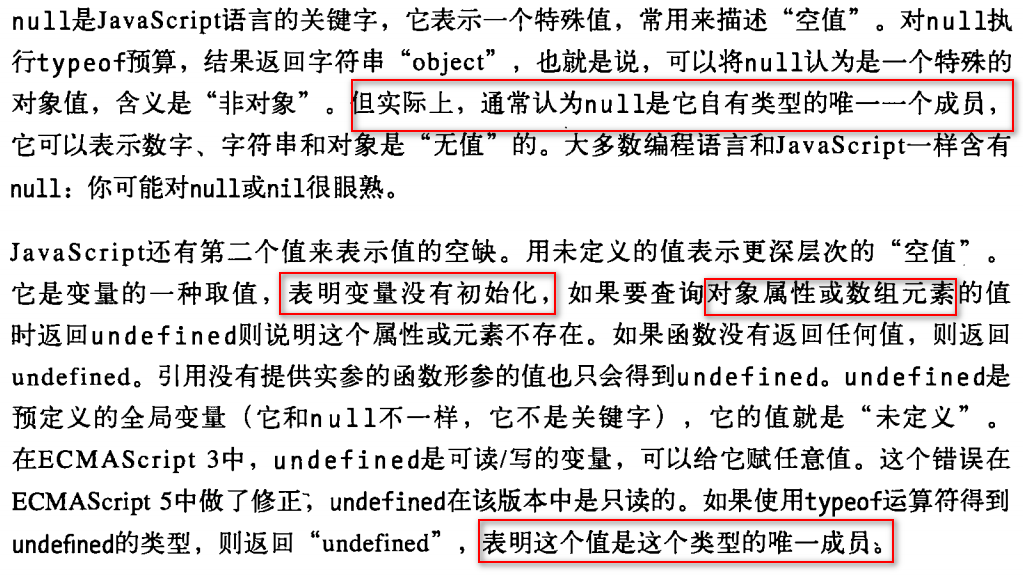 null是JavaScript语言的关键字，它表示一个特殊值，常用来描述“空值”。对null执
行typeof预算，结果返回字符串“object”，也就是说，可以将null认为是一个特殊的
对象值，含义是“非对象”。但实际上，通常认为null是它自有类型的唯一一个成员，
它可以表示数字、字符串和对象是“无值”的。大多数编程语言和JavaScript一样含有
null：你可能对null或nil很眼熟。
JavaScript还有第二个值来表示值的空缺。用未定义的值表示更深层次的“空值”。
它是变量的一种取值，表明变量没有初始化，如果要查询对象属性或数组元素的值
时返回undefined则说明这个属性或元素不存在。如果函数没有返回任何值，则返回
undefined。引用没有提供实参的函数形参的值也只会得到undefined。undefined是
预定义的全局变量（它和null不一样，它不是关键字），它的值就是“未定义”。
在ECMAScript 3中，undefined是可读/写的变量，可以给它赋任意值。这个错误在
ECMAScript 5中做了修正，undefined在该版本中是只读的。如果使用typeof运算符得到
undefined的类型，则返回“undefined”，表明这个值是这个类型的唯一成员。